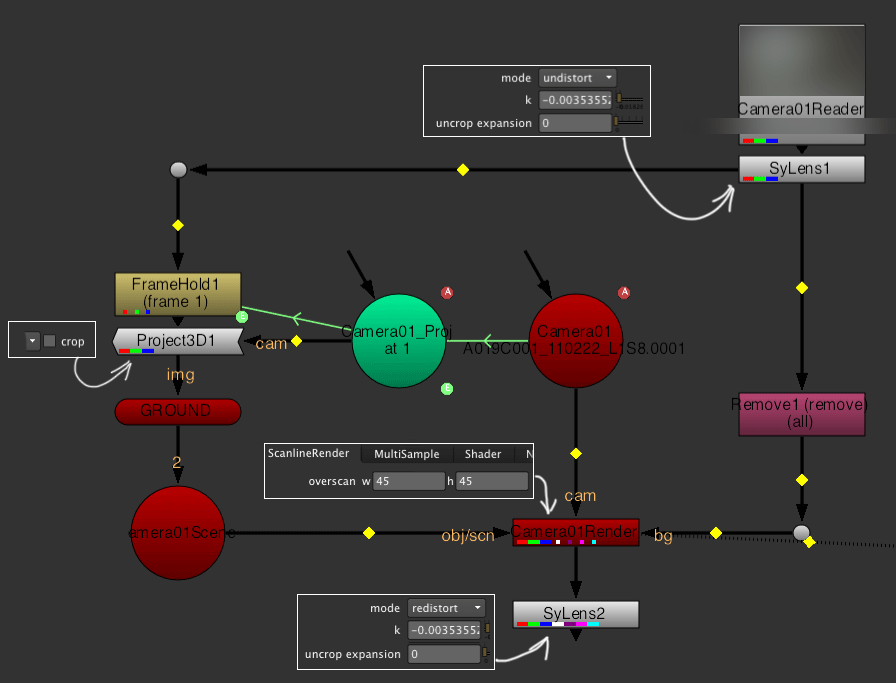 mode undistort
k -0.0035355
uncrop expansion 0
Camera01Reader
SyLens1
FrameHold1
(frame 1)
E
A
A
crop
Project3D1
cam
Camera01_Proj
at 1
Camera01
A019C001_110222_L1S8.0001
img
E
GROUND
Remove1 (remove)
(all)
2
ScanlineRender MultiSample Shader N
overscan w 45 h 45
cam
amera01Scene
obj/scn
Camera01Render
bg
mode redistort
k -0.0035355
uncrop expansion 0
SyLens2